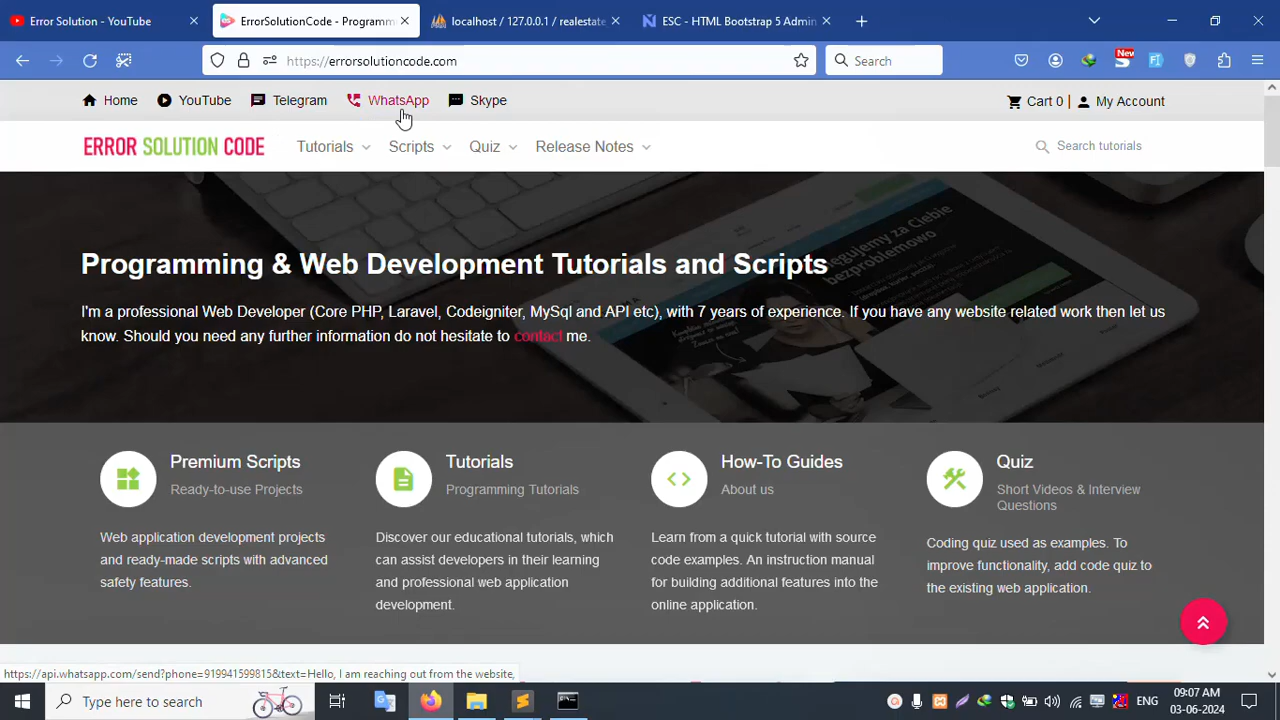 Error Solution - YouTube
ErrorSolutionCode - Programm
localhost / 127.0.0.1 / realestate
ESC - HTML Bootstrap 5 Admin
https://errorsolutioncode.com
Search
New
Home
YouTube
Telegram
WhatsApp
Skype
Cart 0 |
My Account
ERROR SOLUTION CODE
Tutorials
Scripts
Quiz
Release Notes
Search tutorials
Programming & Web Development Tutorials and Scripts
I'm a professional Web Developer (Core PHP, Laravel, Codeigniter, MySql and API etc), with 7 years of experience. If you have any website related work then let us
know. Should you need any further information do not hesitate to contact me.
Premium Scripts
Ready-to-use Projects
Web application development projects
and ready-made scripts with advanced
safety features.
Tutorials
Programming Tutorials
Discover our educational tutorials, which
can assist developers in their learning
and professional web application
development.
How-To Guides
About us
Learn from a quick tutorial with source
code examples. An instruction manual
for building additional features into the
online application.
Quiz
Short Videos & Interview
Questions
Coding quiz used as examples. To
improve functionality, add code quiz to
the existing web application.
https://api.whatsapp.com/send?phone=919941599815&text=Hello, I am reaching out from the website,
Type here to search
ENG
09:07 AM
03-06-2024